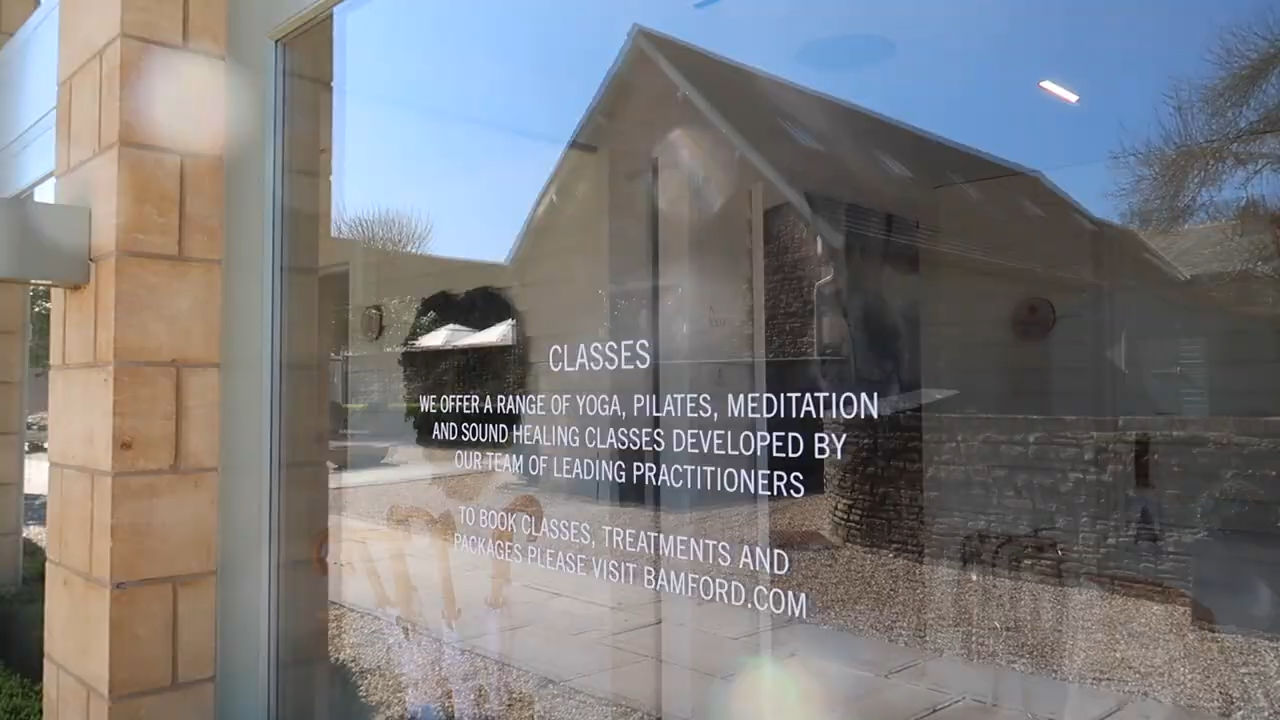 CLASSES
WE OFFER A RANGE OF YOGA, PILATES, MEDITATION
AND SOUND HEALING CLASSES DEVELOPED BY
OUR TEAM OF LEADING PRACTITIONERS
TO BOOK CLASSES, TREATMENTS AND
PACKAGES PLEASE VISIT BAMFORD.COM